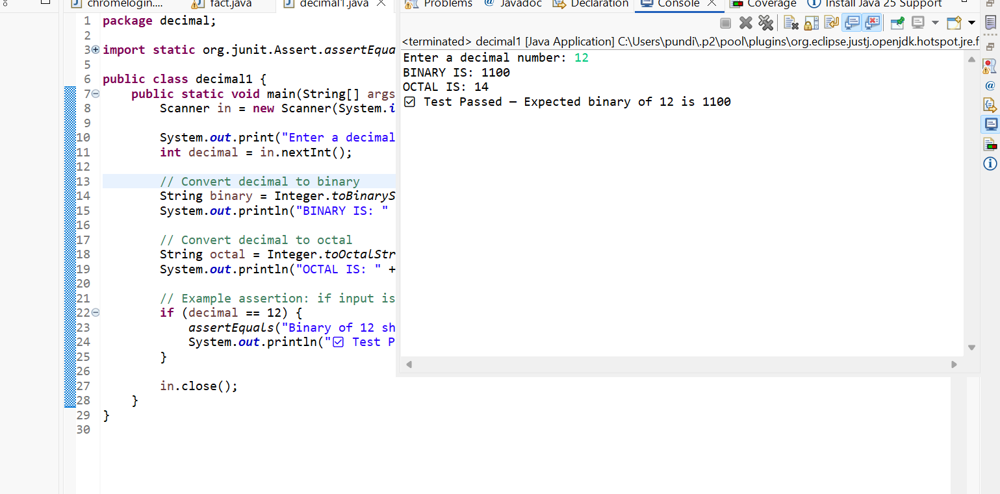 chromelogin....
fact.java
decimal1.java
Problems
Javadoc
Declaration
Console
Coverage
Install Java 25 Support
<terminated> decimal1 [Java Application] C:\Users\pundi\.p2\pool\plugins\org.eclipse.justj.openjdk.hotspot.jre.f
Enter a decimal number: 12
BINARY IS: 1100
OCTAL IS: 14
☑ Test Passed – Expected binary of 12 is 1100
1 package decimal;
2
3 import static org.junit.Assert.assertEqua
5
6 public class decimal1 {
7 public static void main(String[] args
8 Scanner in = new Scanner(System.i
9
10 System.out.print("Enter a decimal
11 int decimal = in.nextInt();
12
13 // Convert decimal to binary
14 String binary = Integer.toBinaryS
15 System.out.println("BINARY IS: "
16
17 // Convert decimal to octal
18 String octal = Integer.toOctalStr
19 System.out.println("OCTAL IS: " +
20
21 // Example assertion: if input is
22 if (decimal == 12) {
23 assertEquals("Binary of 12 sh
24 System.out.println("☑ Test P
25 }
26
27 in.close();
28 }
29 }
30